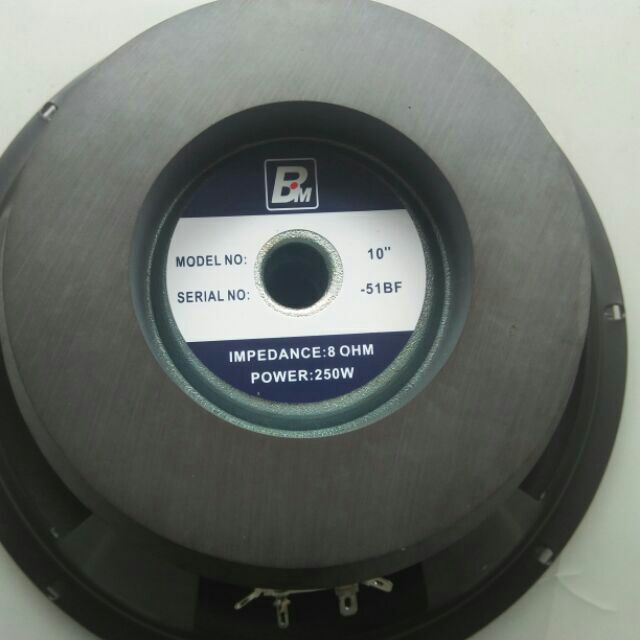 BM
MODEL NO: 10"
SERIAL NO: -51BF
IMPEDANCE:8 OHM
POWER:250W